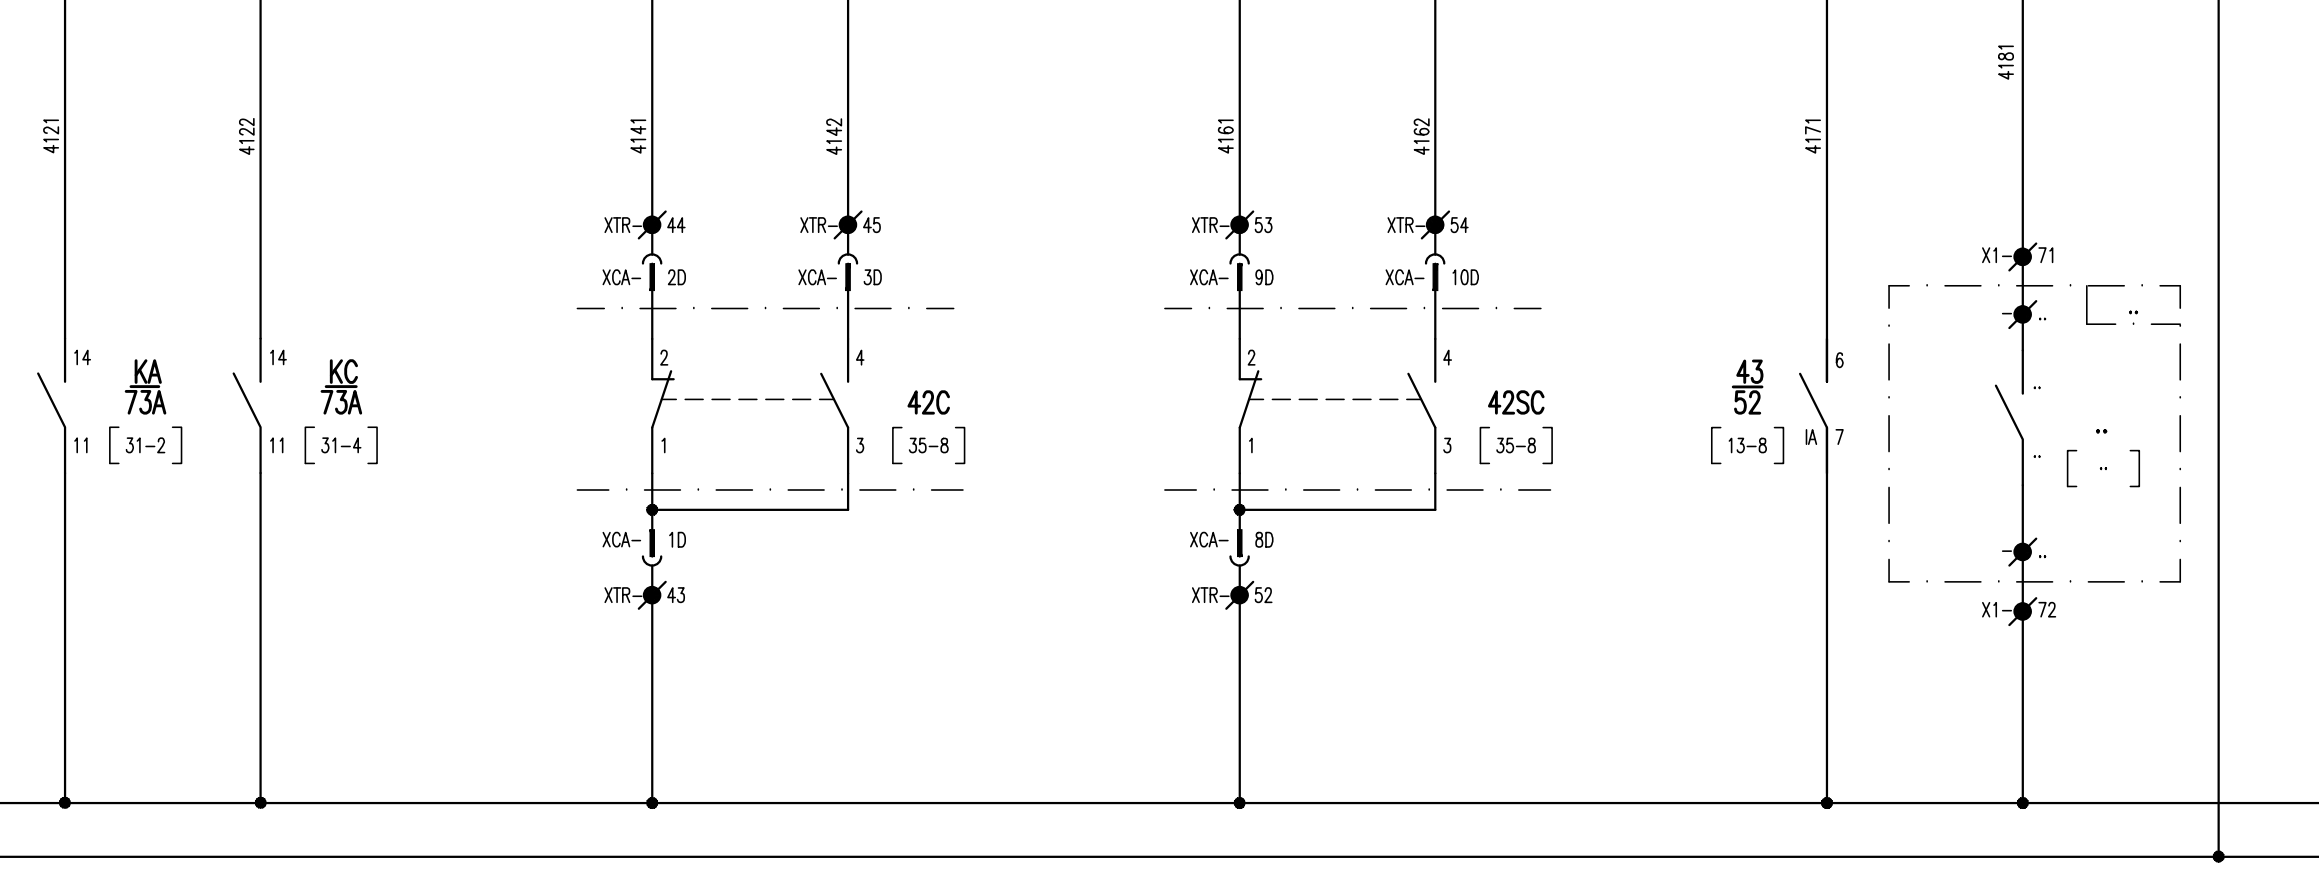 4181
4121
4122
4141
4142
4161
4162
4171
XTR- 44
XTR- 45
XTR- 53
XTR- 54
X1- 71
XCA- 2D
XCA- 3D
XCA- 9D
XCA- 10D
- ..
..
14
14
2
4
2
4
6
KA
73A
KC
73A
42C
42SC
43
52
..
11
[31-2]
11
[31-4]
1
3
[35-8]
1
3
[35-8]
[13-8]
IA 7
..
..
[ .. ]
XCA- 1D
XCA- 8D
- ..
XTR- 43
XTR- 52
X1- 72